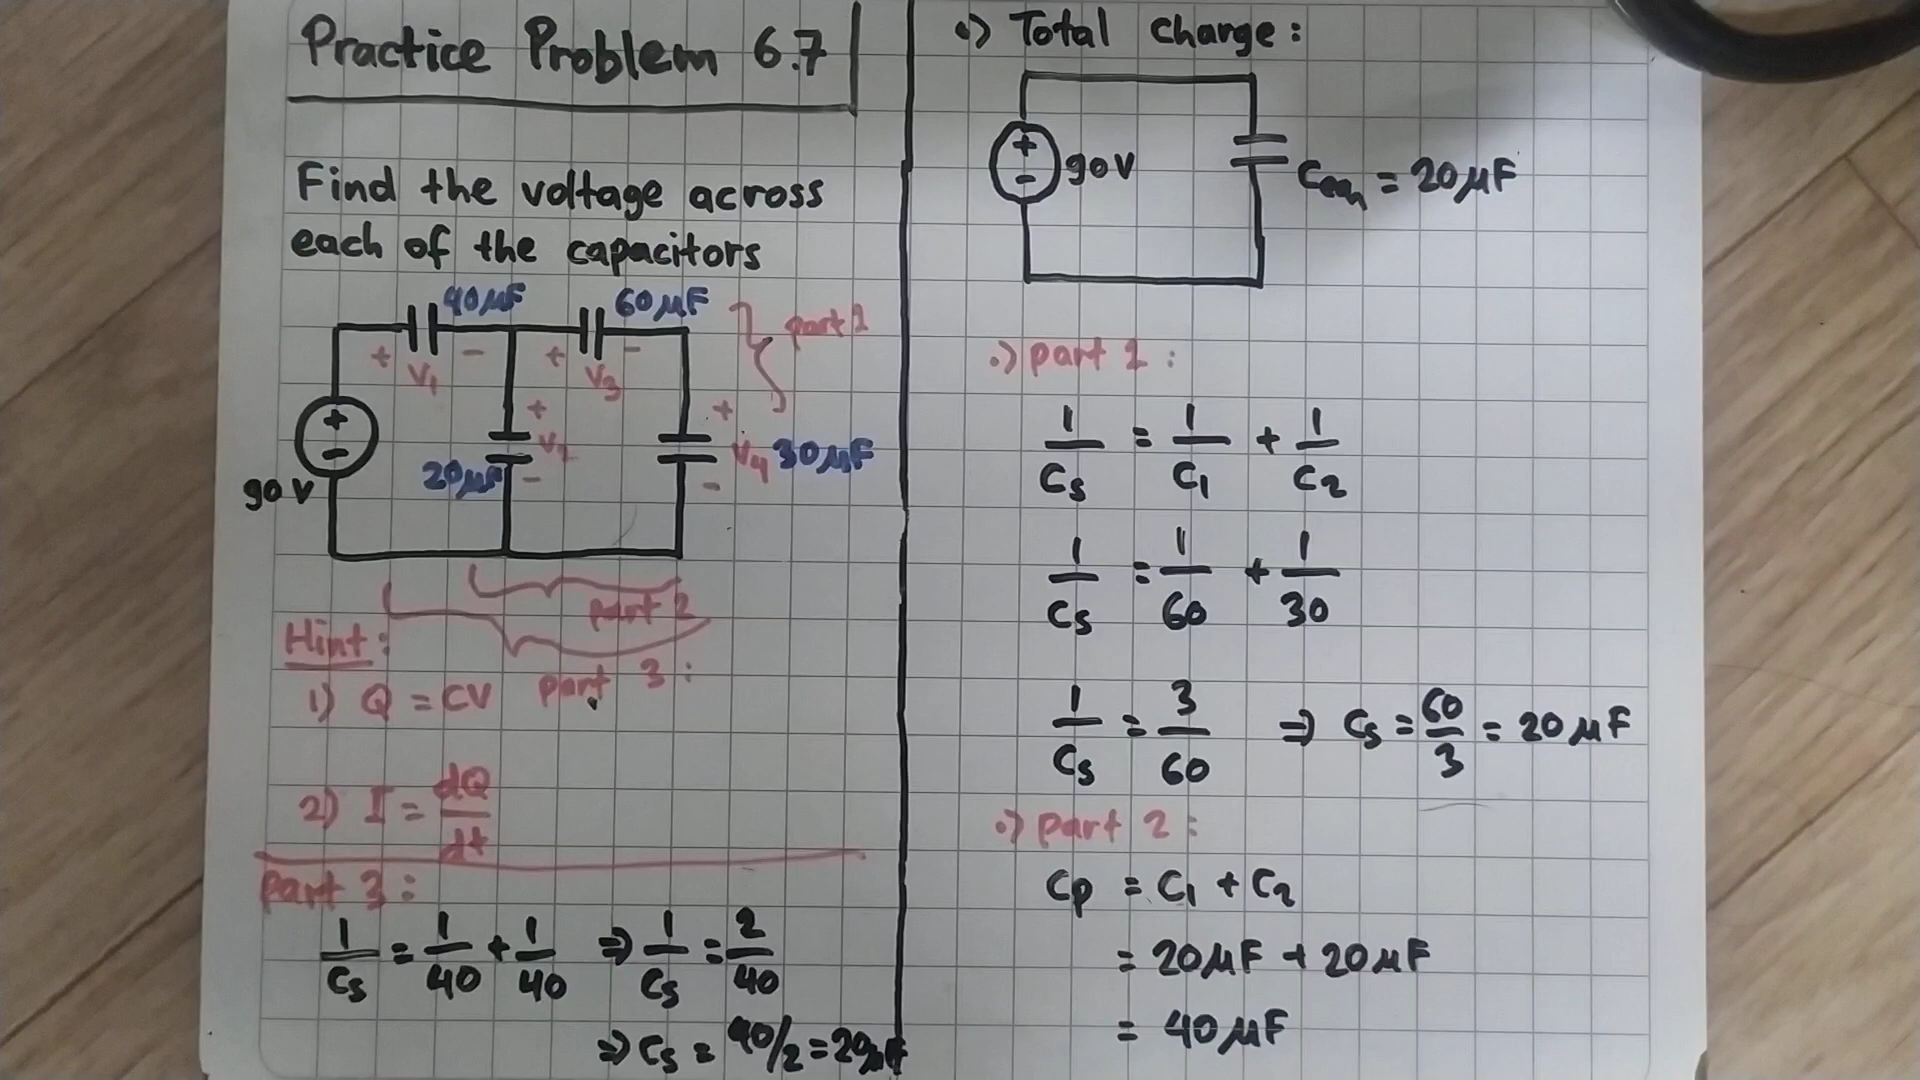 Practice Problem 6.7
Find the voltage across
each of the capacitors
40µF
60µF
part 1
+ V1 -
+ V3 -
+
-
90 V
+
V2
-
20µF
+
V4
-
30µF
part 2
part 3:
Hint:
1) Q = CV
2) I = dQ/dt
part 3:
1/Cs = 1/40 + 1/40 ⇒ 1/Cs = 2/40
⇒ Cs = 40/2 = 20µF
•) Total Charge:
+
-
90 V
Ceq = 20µF
•) part 1:
1/Cs = 1/C1 + 1/C2
1/Cs = 1/60 + 1/30
1/Cs = 3/60 ⇒ Cs = 60/3 = 20µF
•) part 2:
Cp = C1 + C2
= 20µF + 20µF
= 40µF